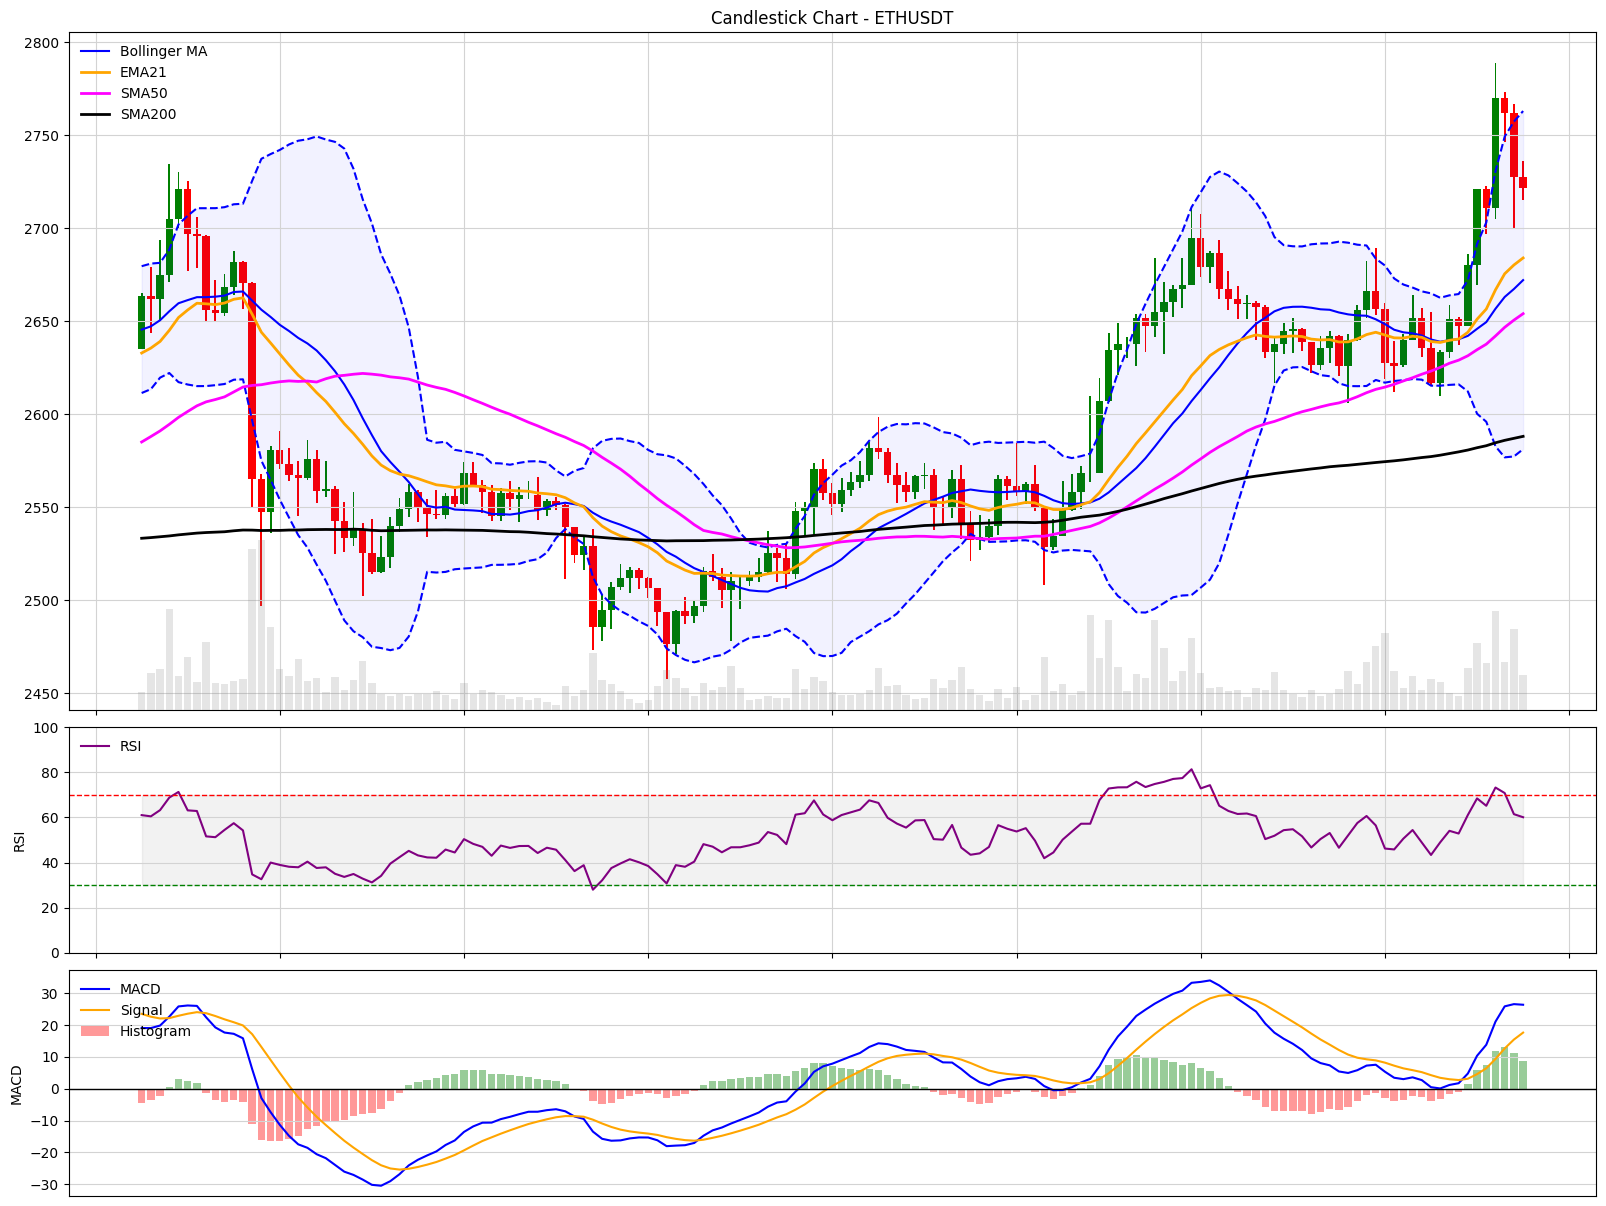 Candlestick Chart - ETHUSDT
2800
2750
2700
2650
2600
2550
2500
2450
Bollinger MA
EMA21
SMA50
SMA200
100
80
60
40
20
0
RSI
RSI
30
20
10
0
−10
−20
−30
MACD
MACD
Signal
Histogram